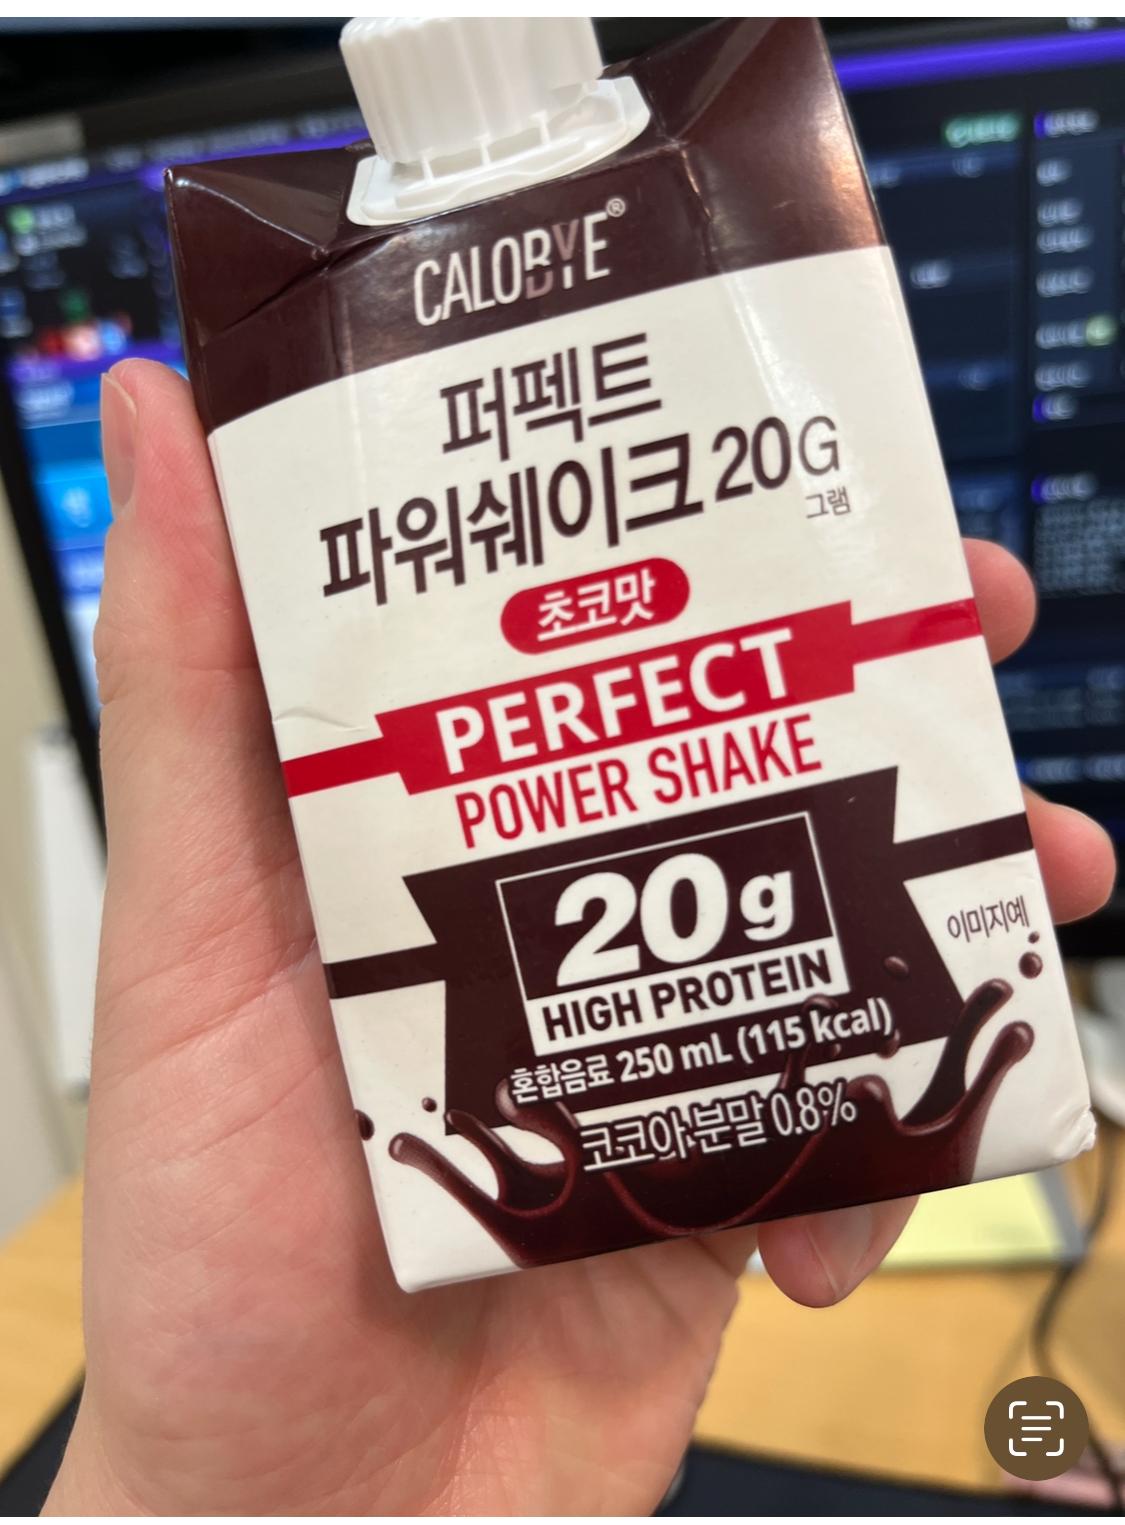 CALOBYE®
퍼펙트
파워쉐이크 20G
그램
초코맛
PERFECT
POWER SHAKE
20g
HIGH PROTEIN
이미지예
혼합음료 250 mL (115 kcal)
코코아분말 0.8%